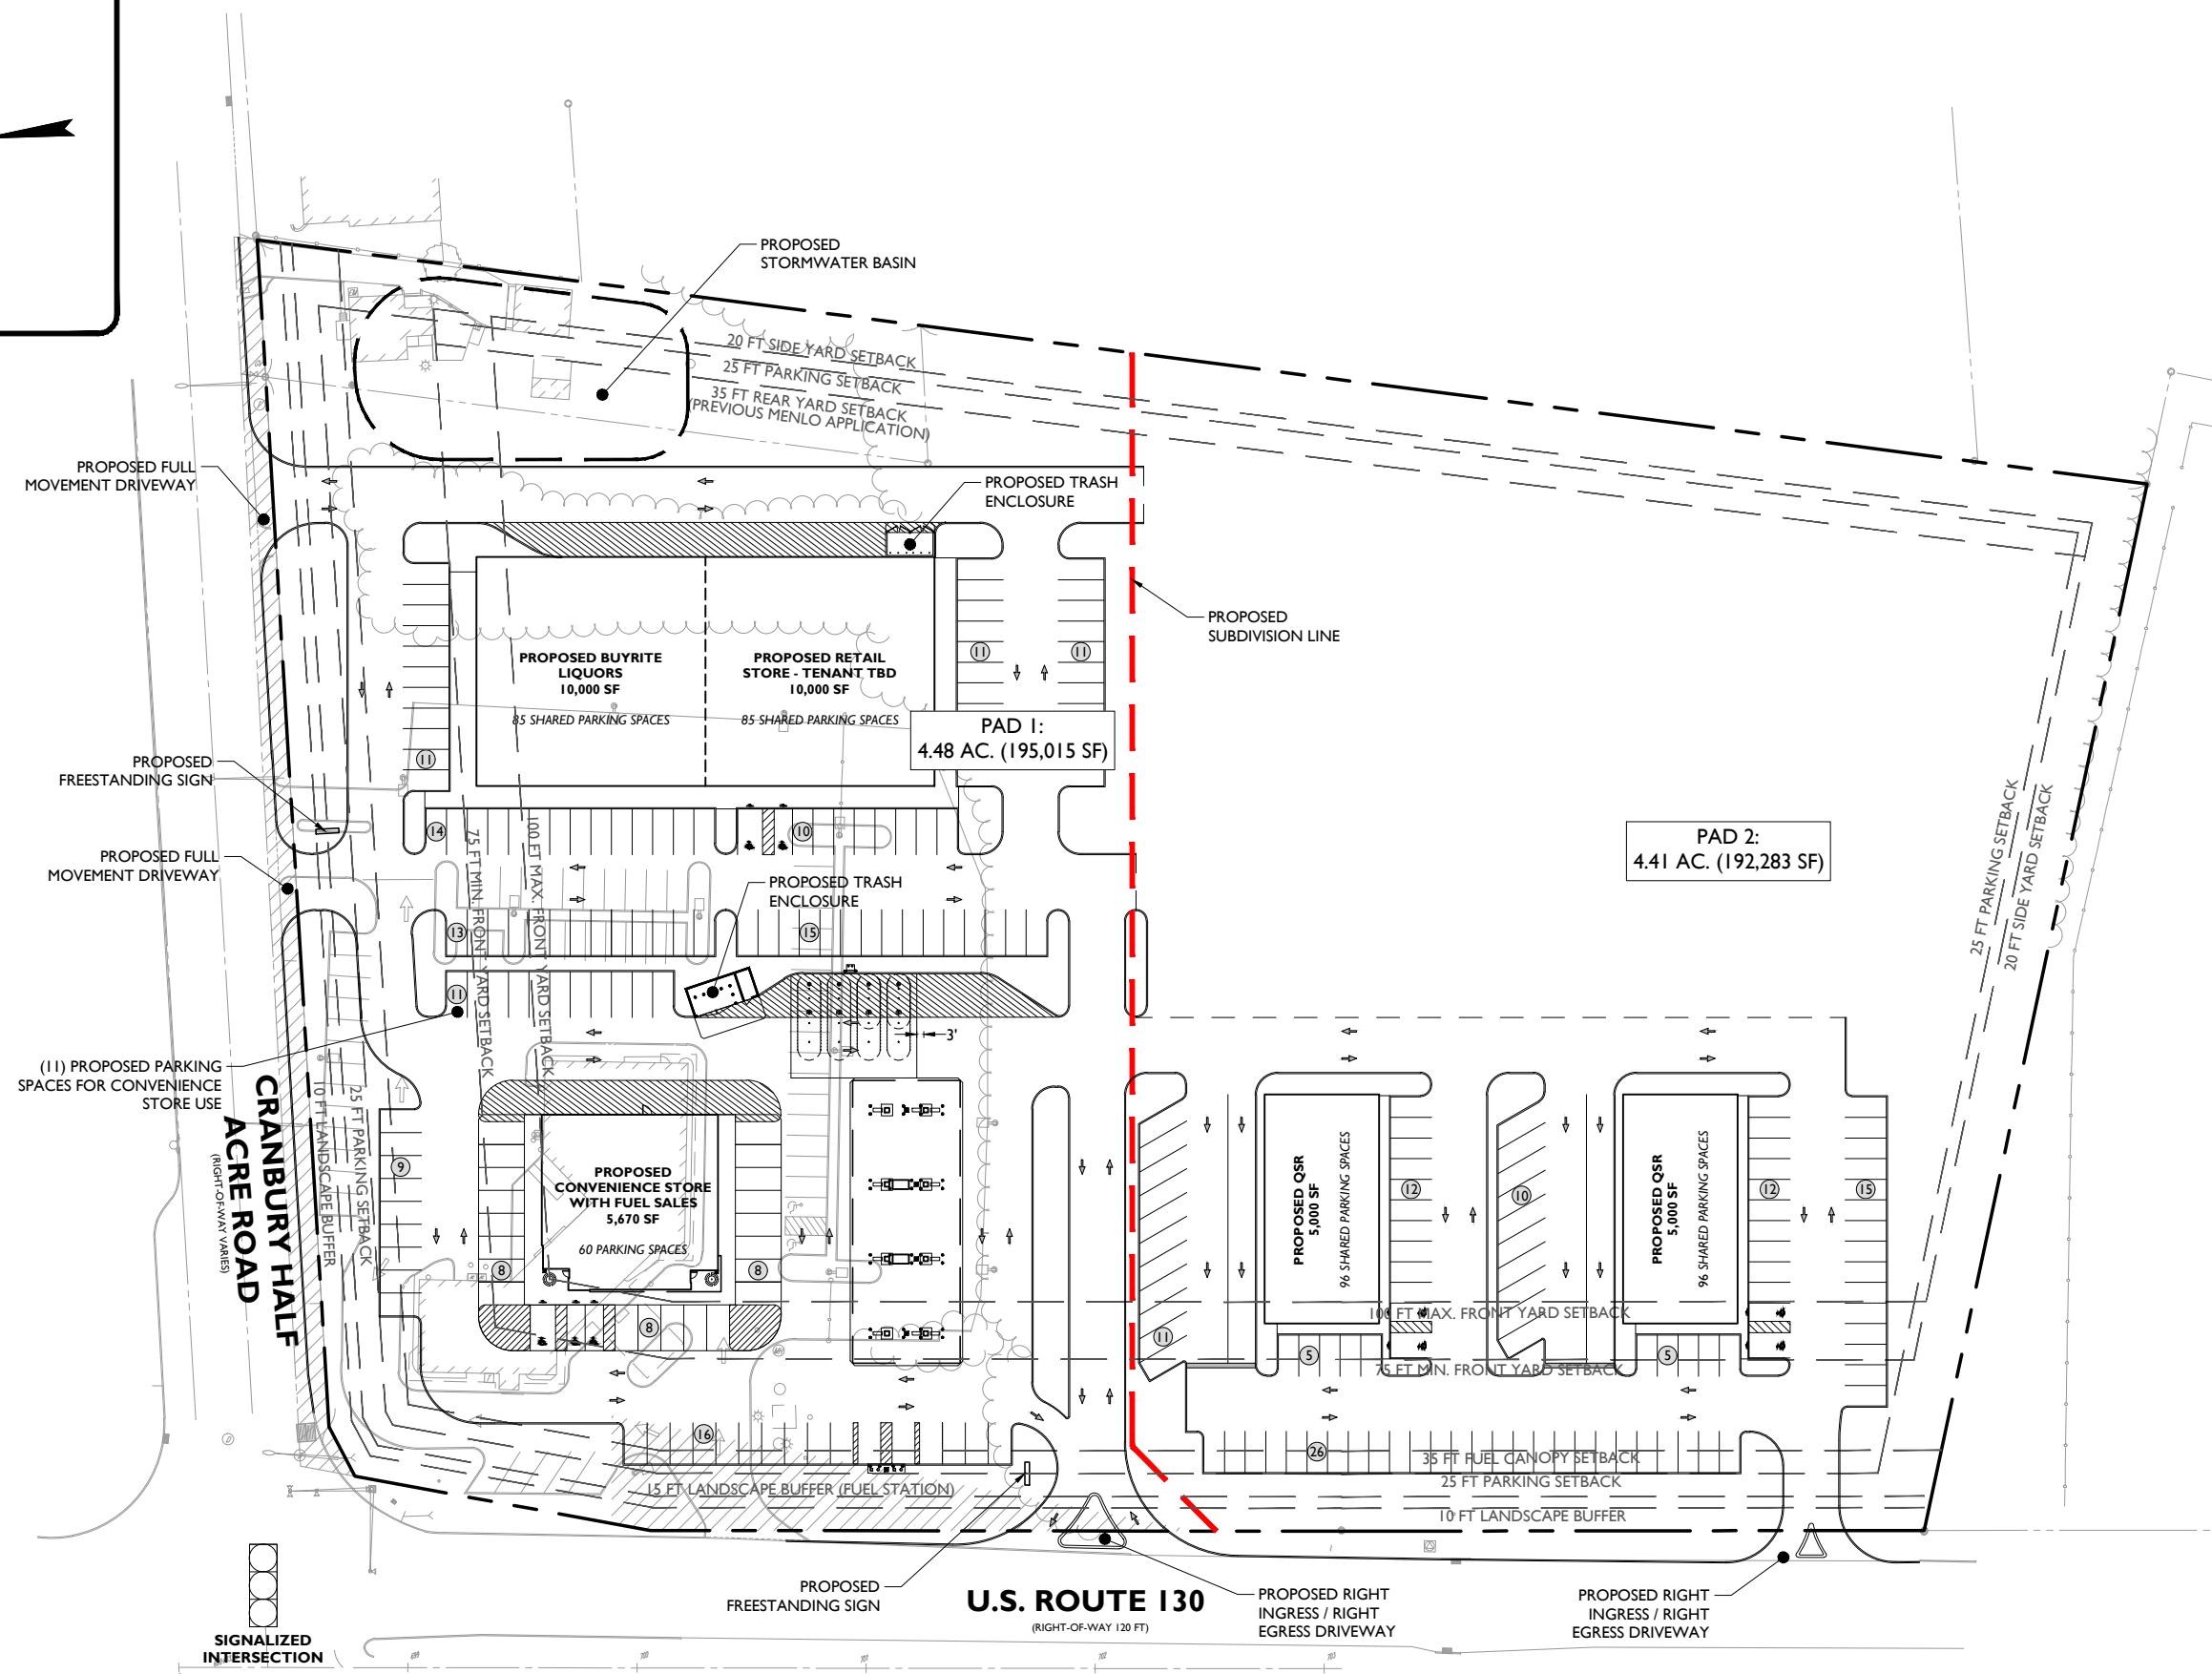 PROPOSED
STORMWATER BASIN
20 FT SIDE YARD SETBACK
25 FT PARKING SETBACK
35 FT REAR YARD SETBACK
(PREVIOUS MENLO APPLICATION)
PROPOSED FULL
MOVEMENT DRIVEWAY
PROPOSED TRASH
ENCLOSURE
PROPOSED
SUBDIVISION LINE
PROPOSED BUYRITE
LIQUORS
10,000 SF
85 SHARED PARKING SPACES
PROPOSED RETAIL
STORE - TENANT TBD
10,000 SF
85 SHARED PARKING SPACES
11
11
11
PAD 1:
4.48 AC. (195,015 SF)
PROPOSED
FREESTANDING SIGN
PROPOSED FULL
MOVEMENT DRIVEWAY
14
10
75 FT MIN. FRONT YARD SETBACK
100 FT MAX. FRONT YARD SETBACK
PROPOSED TRASH
ENCLOSURE
13
15
11
3'
PAD 2:
4.41 AC. (192,283 SF)
25 FT PARKING SETBACK
20 FT SIDE YARD SETBACK
(11) PROPOSED PARKING
SPACES FOR CONVENIENCE
STORE USE
CRANBURY HALF
ACRE ROAD
(RIGHT-OF-WAY VARIES)
10 FT LANDSCAPE BUFFER
25 FT PARKING SETBACK
9
PROPOSED
CONVENIENCE STORE
WITH FUEL SALES
5,670 SF
60 PARKING SPACES
8
8
8
16
11
PROPOSED QSR
5,000 SF
96 SHARED PARKING SPACES
12
10
PROPOSED QSR
5,000 SF
96 SHARED PARKING SPACES
12
15
100 FT MAX. FRONT YARD SETBACK
5
5
75 FT MIN. FRONT YARD SETBACK
26
35 FT FUEL CANOPY SETBACK
25 FT PARKING SETBACK
10 FT LANDSCAPE BUFFER
15 FT LANDSCAPE BUFFER (FUEL STATION)
PROPOSED
FREESTANDING SIGN
U.S. ROUTE 130
(RIGHT-OF-WAY 120 FT)
PROPOSED RIGHT
INGRESS / RIGHT
EGRESS DRIVEWAY
PROPOSED RIGHT
INGRESS / RIGHT
EGRESS DRIVEWAY
SIGNALIZED
INTERSECTION
699
700
701
702
703